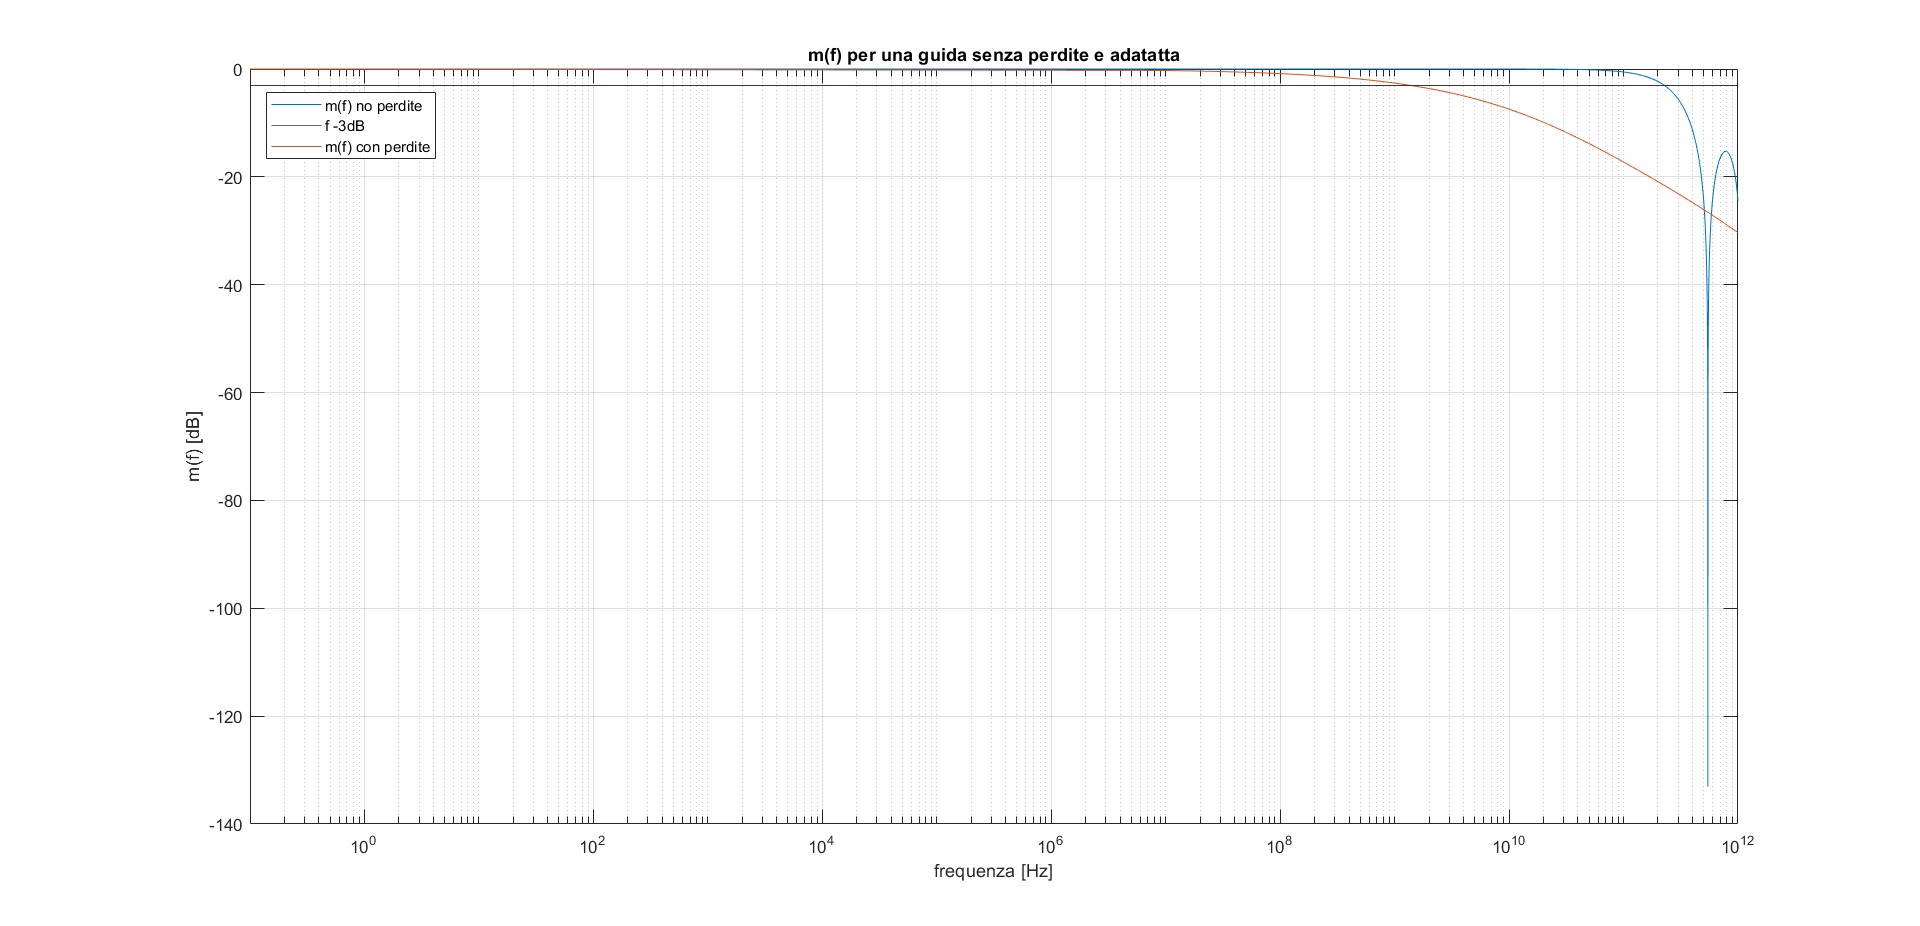 m(f) per una guida senza perdite e adatatta
m(f) no perdite
f -3dB
m(f) con perdite
0
-20
-40
-60
-80
-100
-120
-140
m(f) [dB]
10^0 10^2 10^4 10^6 10^8 10^10 10^12
frequenza [Hz]